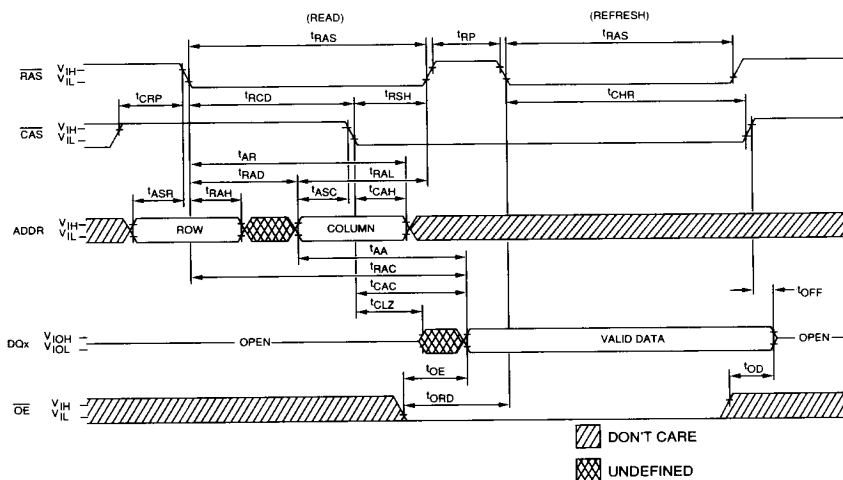 (READ) (REFRESH)
tRAS tRP tRAS
RAS VIH VIL
tCRP tRCD tRSH tCHR
CAS VIH VIL
tAR
tRAD tRAL
tASR tRAH tASC tCAH
ADDR VIH VIL ROW COLUMN
tAA
tRAC
tCAC tOFF
tCLZ
DQx VIOH VIOL OPEN VALID DATA OPEN
tOE tOD
tORD
OE VIH VIL
DON'T CARE
UNDEFINED